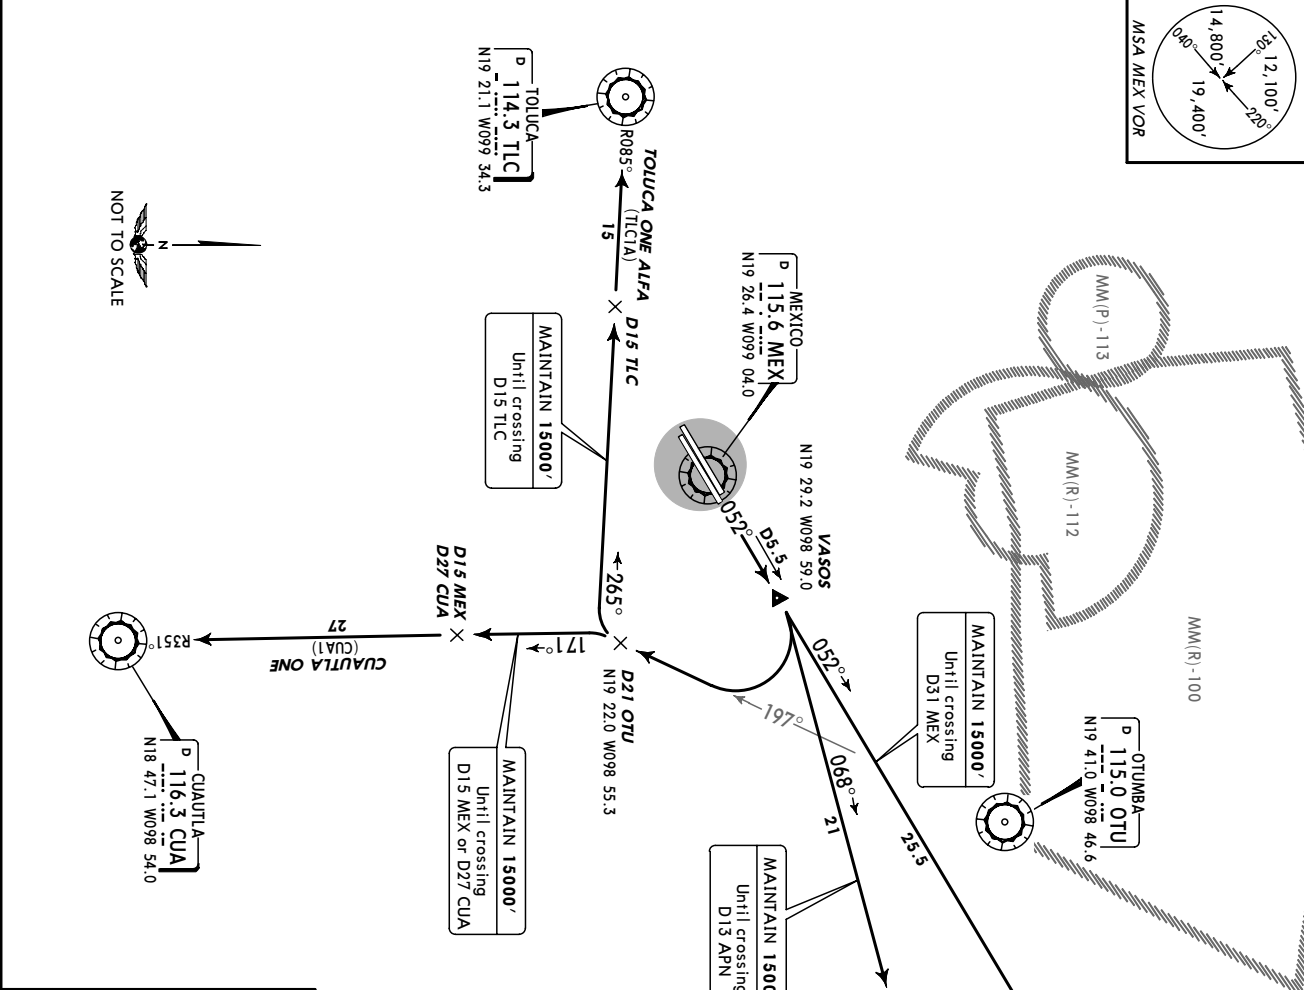 MSA MEX VOR
130°
12,100'
14,800'
040°
19,400'
220°
TOLUCA
D 114.3 TLC
N19 21.1 W099 34.3
R085°
TOLUCA ONE ALFA
(TLC1A)
15
D15 TLC
MAINTAIN 15000'
Until crossing
D15 TLC
NOT TO SCALE
N
MEXICO
D 115.6 MEX
N19 26.4 W099 04.0
MM(P)-113
MM(R)-112
MM(R)-100
052°
D5.5
VASOS
N19 29.2 W098 59.0
265°
D21 OTU
N19 22.0 W098 55.3
171°
D15 MEX
D27 CUA
27
(CUA1)
CUAUTLA ONE
R351°
CUAUTLA
D 116.3 CUA
N18 47.1 W098 54.0
MAINTAIN 15000'
Until crossing
D15 MEX or D27 CUA
197°
052°
068°
21
25.5
MAINTAIN 15000'
Until crossing
D31 MEX
OTUMBA
D 115.0 OTU
N19 41.0 W098 46.6
MAINTAIN 1500
Until crossing
D13 APN